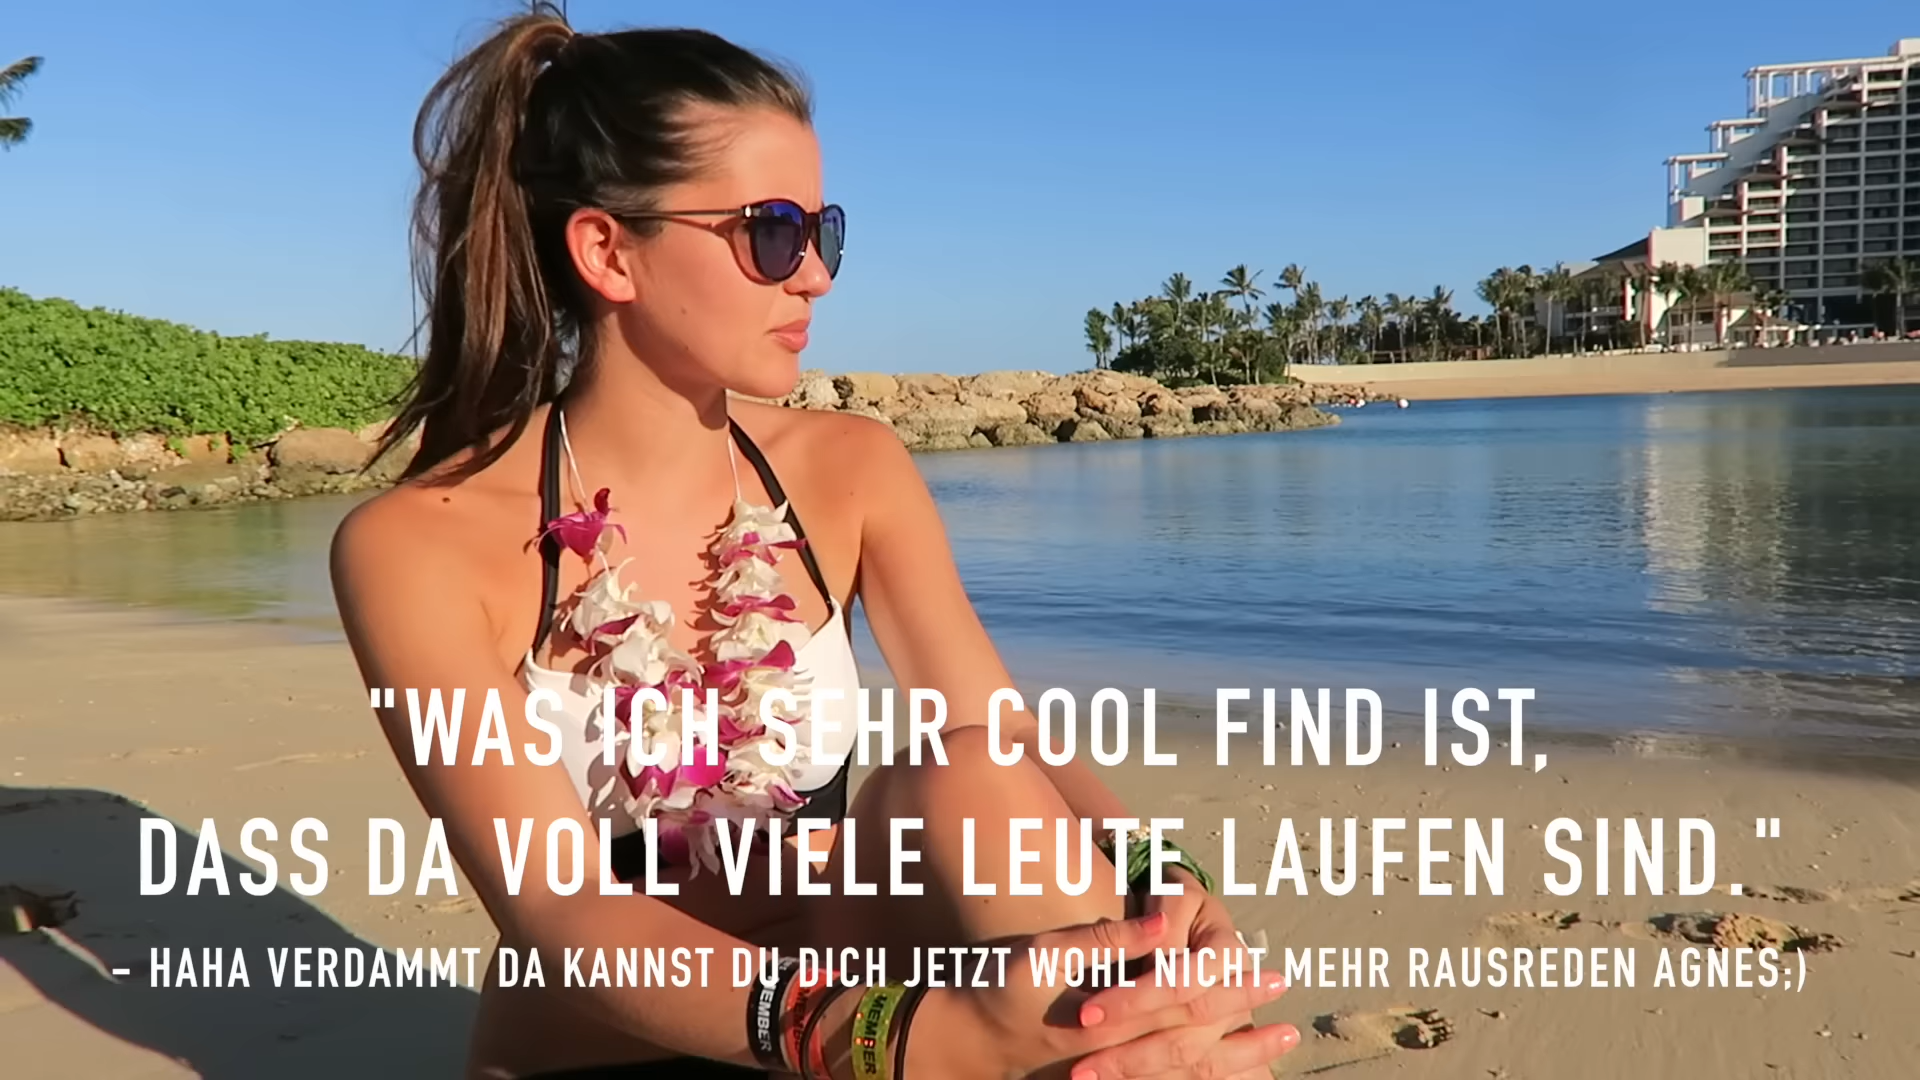 "WAS ICH SEHR COOL FIND IST,
DASS DA VOLL VIELE LEUTE LAUFEN SIND."
- HAHA VERDAMMT DA KANNST DU DICH JETZT WOHL NICHT MEHR RAUSREDEN AGNES;)
MEMBER